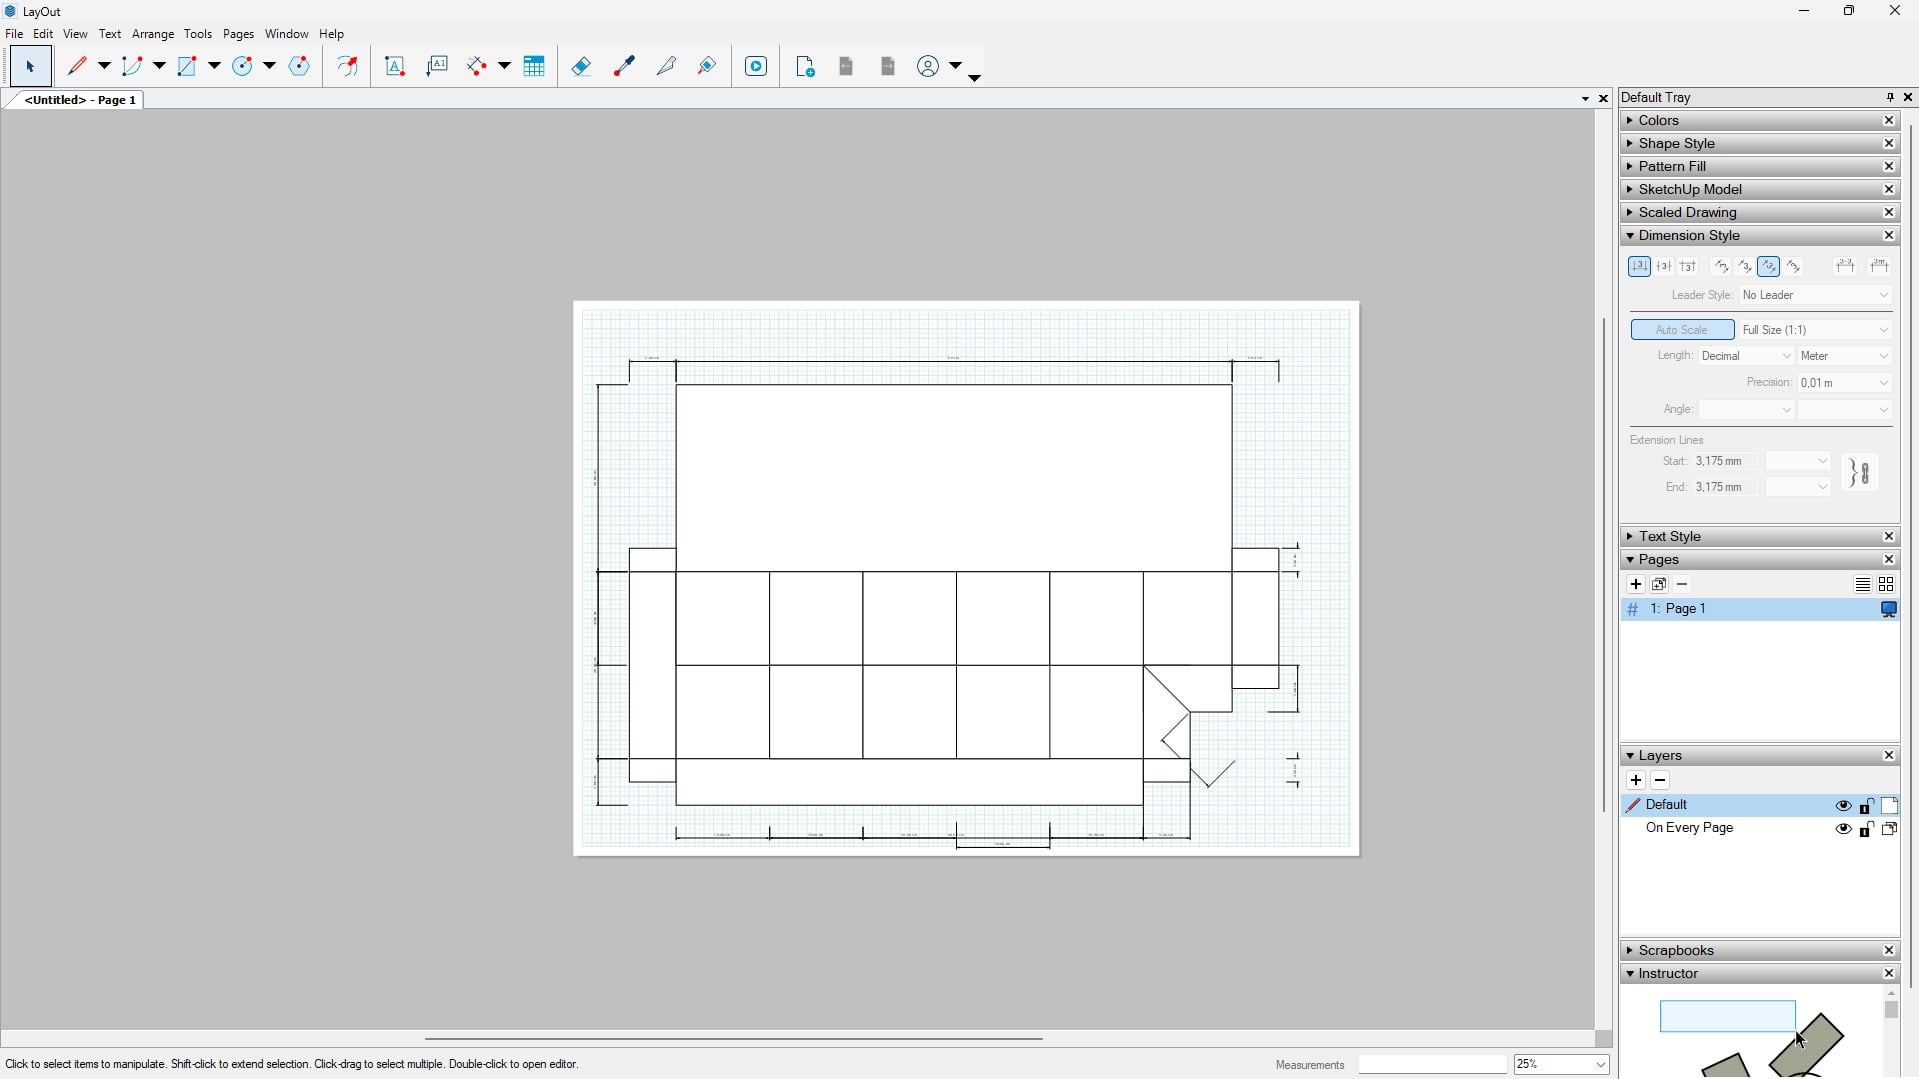 LayOut
File Edit View Text Arrange Tools Pages Window Help
<Untitled> - Page 1
Default Tray
Colors
Shape Style
Pattern Fill
SketchUp Model
Scaled Drawing
Dimension Style
Leader Style: No Leader
Auto Scale Full Size (1:1)
Length: Decimal Meter
Precision: 0,01 m
Angle:
Extension Lines
Start: 3,175 mm
End: 3,175 mm
Text Style
Pages
# 1: Page 1
Layers
Default
On Every Page
Scrapbooks
Instructor
Click to select items to manipulate. Shift-click to extend selection. Click-drag to select multiple. Double-click to open editor.
Measurements
25%